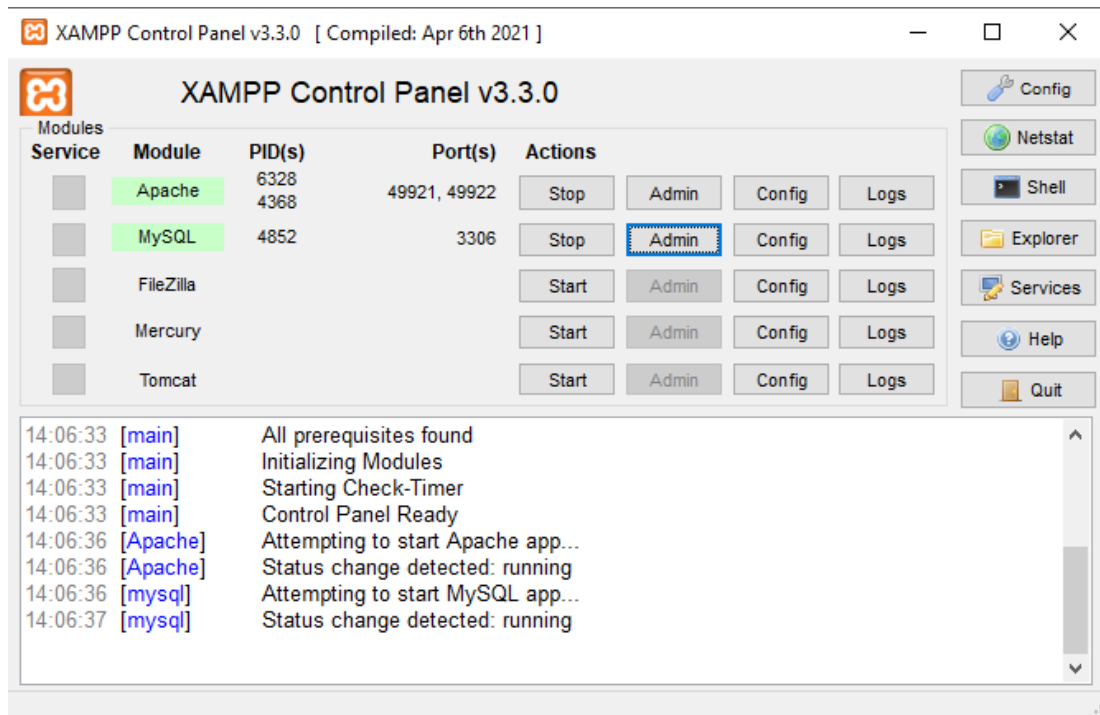 XAMPP Control Panel v3.3.0 [ Compiled: Apr 6th 2021 ]
XAMPP Control Panel v3.3.0
Config
Netstat
Shell
Explorer
Services
Help
Quit
Modules
Service Module PID(s) Port(s) Actions
Apache 6328 4368 49921, 49922 Stop Admin Config Logs
MySQL 4852 3306 Stop Admin Config Logs
FileZilla Start Admin Config Logs
Mercury Start Admin Config Logs
Tomcat Start Admin Config Logs
14:06:33 [main] All prerequisites found
14:06:33 [main] Initializing Modules
14:06:33 [main] Starting Check-Timer
14:06:33 [main] Control Panel Ready
14:06:36 [Apache] Attempting to start Apache app...
14:06:36 [Apache] Status change detected: running
14:06:36 [mysql] Attempting to start MySQL app...
14:06:37 [mysql] Status change detected: running